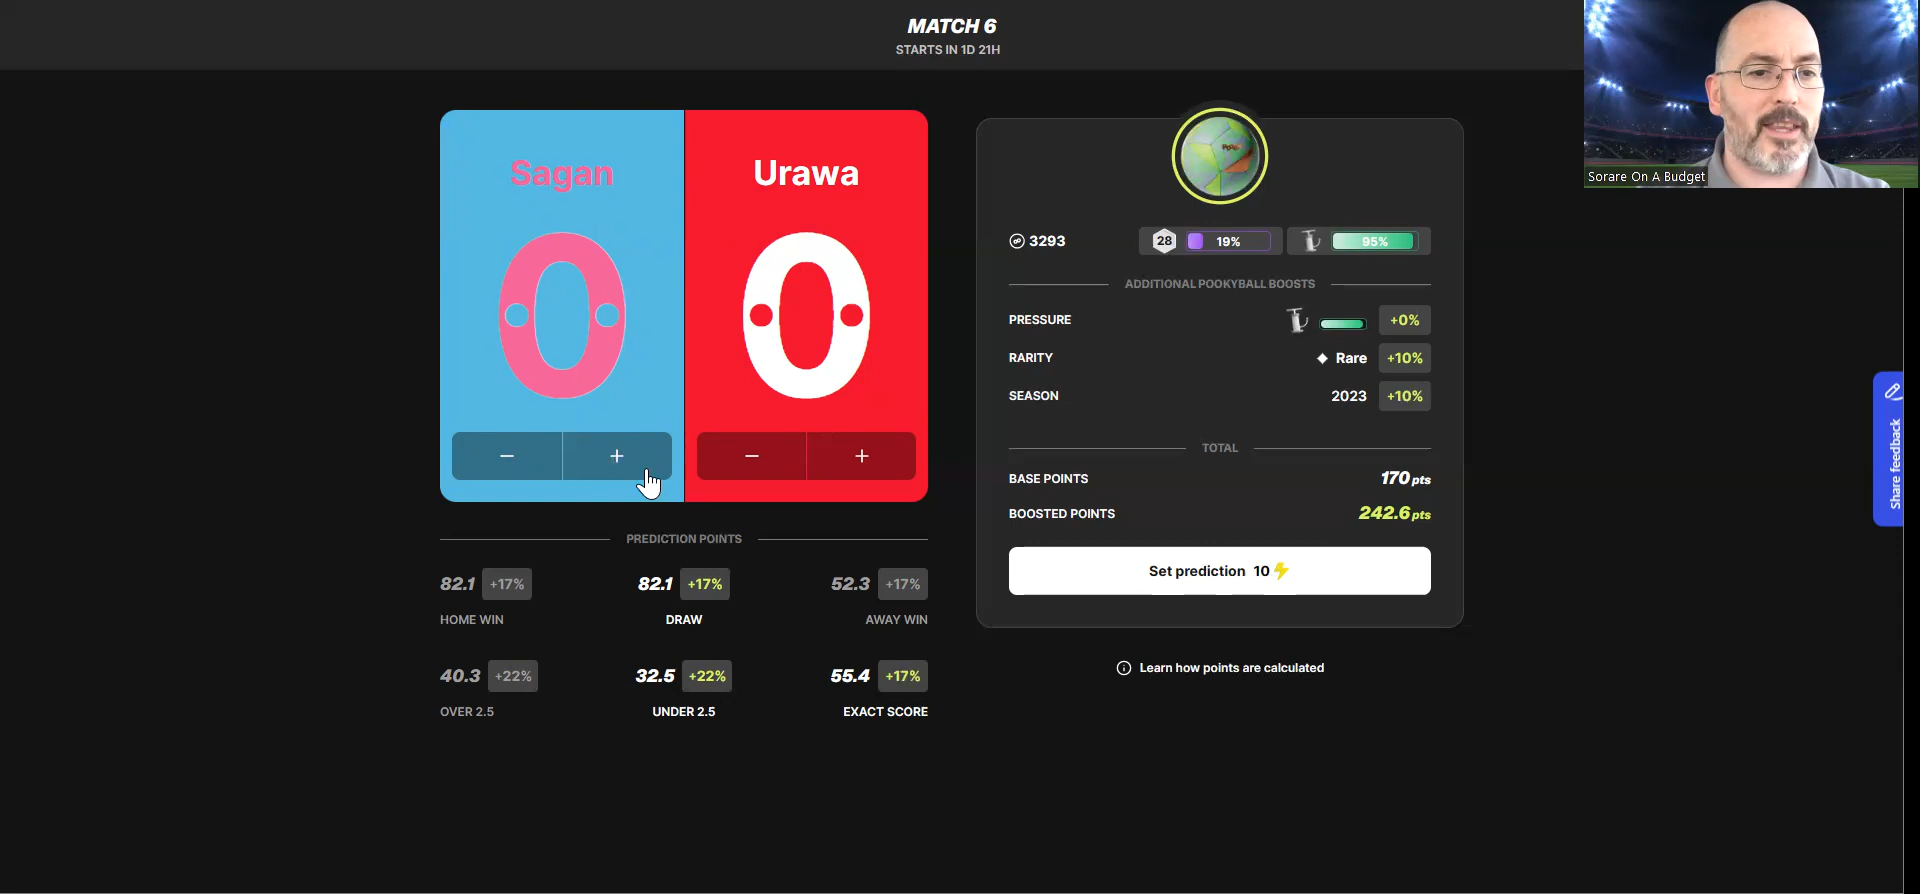 MATCH 6
STARTS IN 1D 21H
Sagan
Urawa
0
0
− +
− +
PREDICTION POINTS
82.1 +17%
HOME WIN
82.1 +17%
DRAW
52.3 +17%
AWAY WIN
40.3 +22%
OVER 2.5
32.5 +22%
UNDER 2.5
55.4 +17%
EXACT SCORE
3293
28 19% 95%
ADDITIONAL POOKYBALL BOOSTS
PRESSURE +0%
RARITY Rare +10%
SEASON 2023 +10%
TOTAL
BASE POINTS 170 pts
BOOSTED POINTS 242.6 pts
Set prediction 10
Learn how points are calculated
Sorare On A Budget
Share feedback